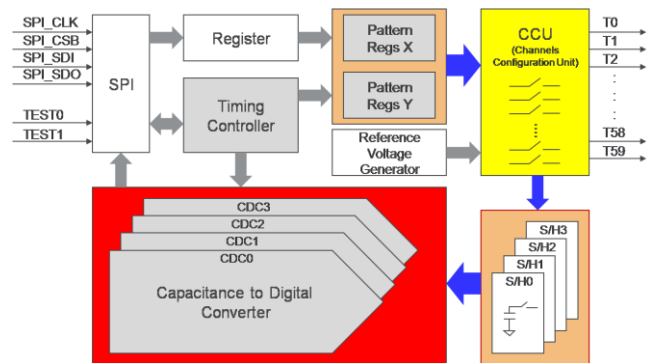 SPI_CLK
SPI_CSB
SPI_SDI
SPI_SDO
TEST0
TEST1
SPI
Register
Timing
Controller
Pattern
Regs X
Pattern
Regs Y
Reference
Voltage
Generator
CCU
(Channels
Configuration Unit)
T0
T1
T2
T58
T59
CDC3
CDC2
CDC1
CDC0
Capacitance to Digital
Converter
S/H3
S/H2
S/H1
S/H0